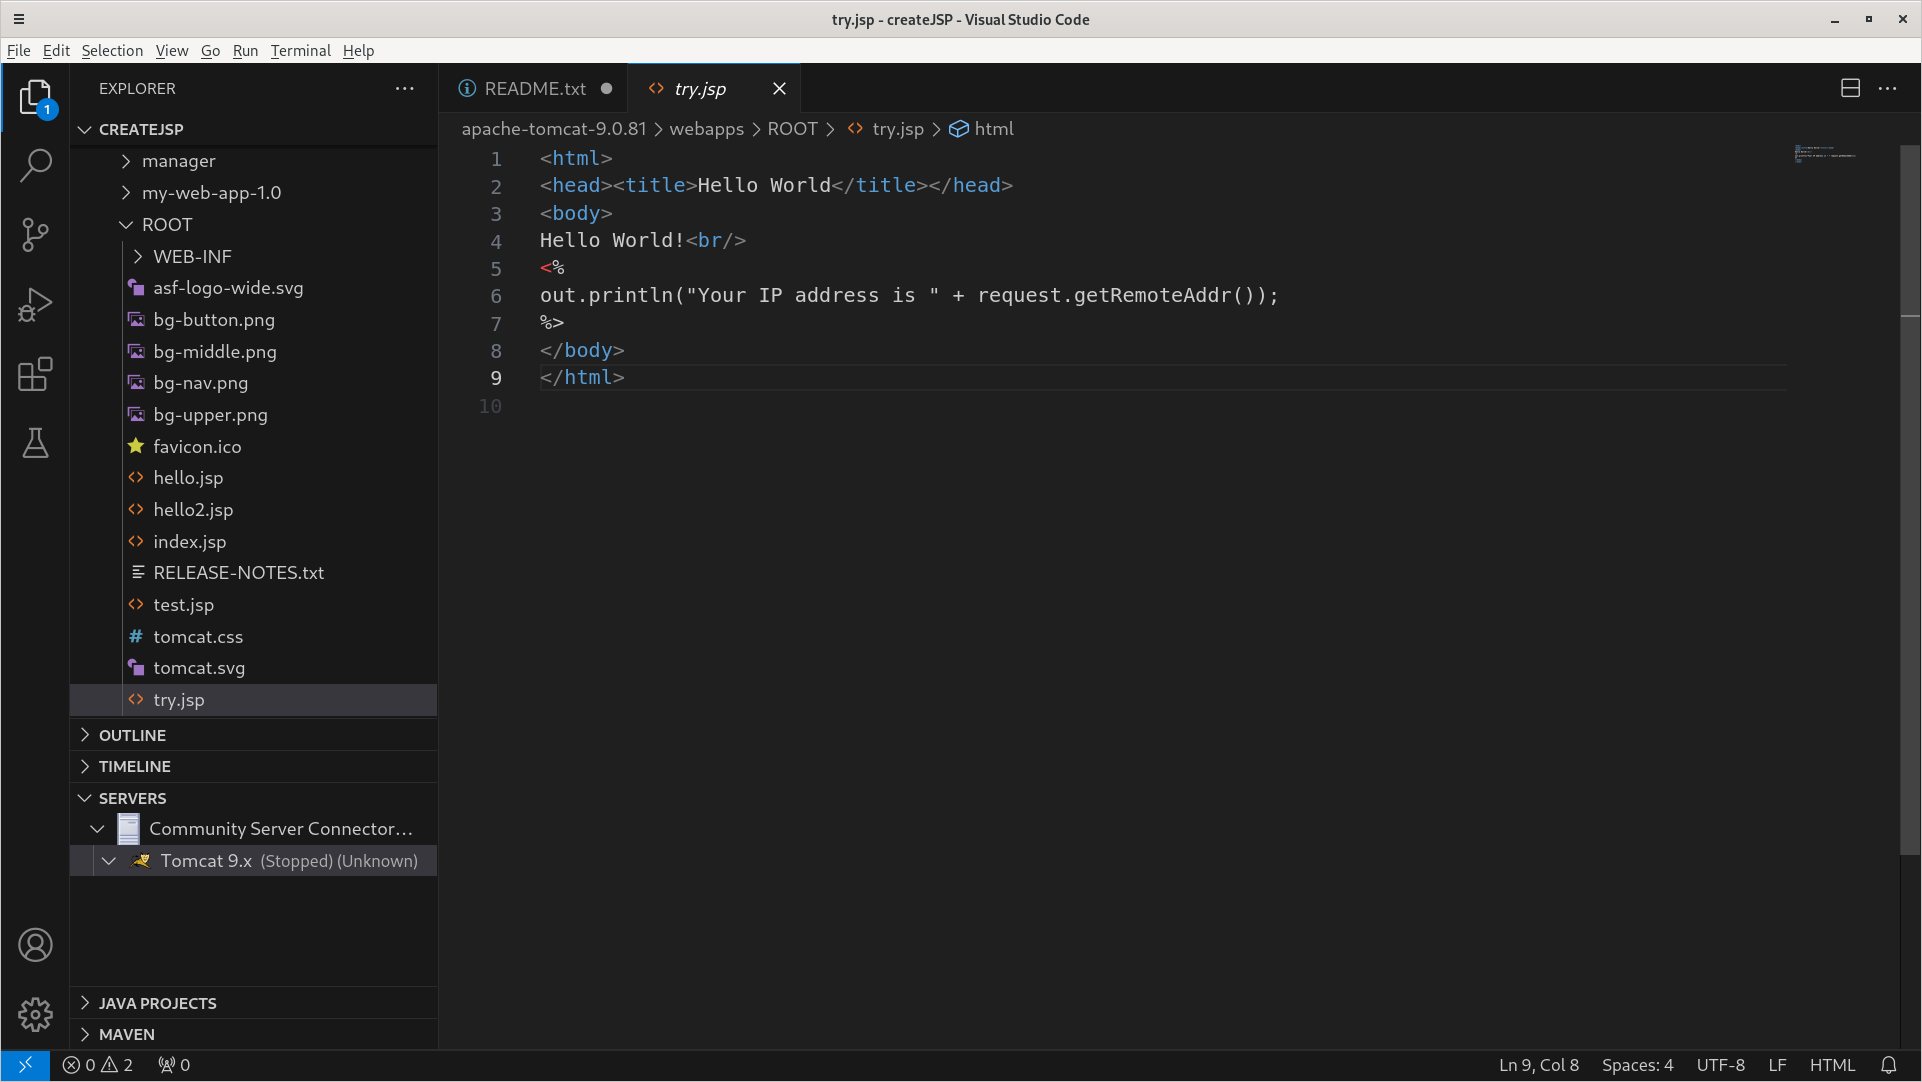 try.jsp - createJSP - Visual Studio Code
File Edit Selection View Go Run Terminal Help
EXPLORER
1
CREATEJSP
manager
my-web-app-1.0
ROOT
WEB-INF
asf-logo-wide.svg
bg-button.png
bg-middle.png
bg-nav.png
bg-upper.png
favicon.ico
hello.jsp
hello2.jsp
index.jsp
RELEASE-NOTES.txt
test.jsp
tomcat.css
tomcat.svg
try.jsp
OUTLINE
TIMELINE
SERVERS
Community Server Connector...
Tomcat 9.x (Stopped) (Unknown)
JAVA PROJECTS
MAVEN
README.txt try.jsp
apache-tomcat-9.0.81 > webapps > ROOT > <> try.jsp > html
1 <html>
2 <head><title>Hello World</title></head>
3 <body>
4 Hello World!<br/>
5 <%
6 out.println("Your IP address is " + request.getRemoteAddr());
7 %>
8 </body>
9 </html>
10
0 2 0 Ln 9, Col 8 Spaces: 4 UTF-8 LF HTML